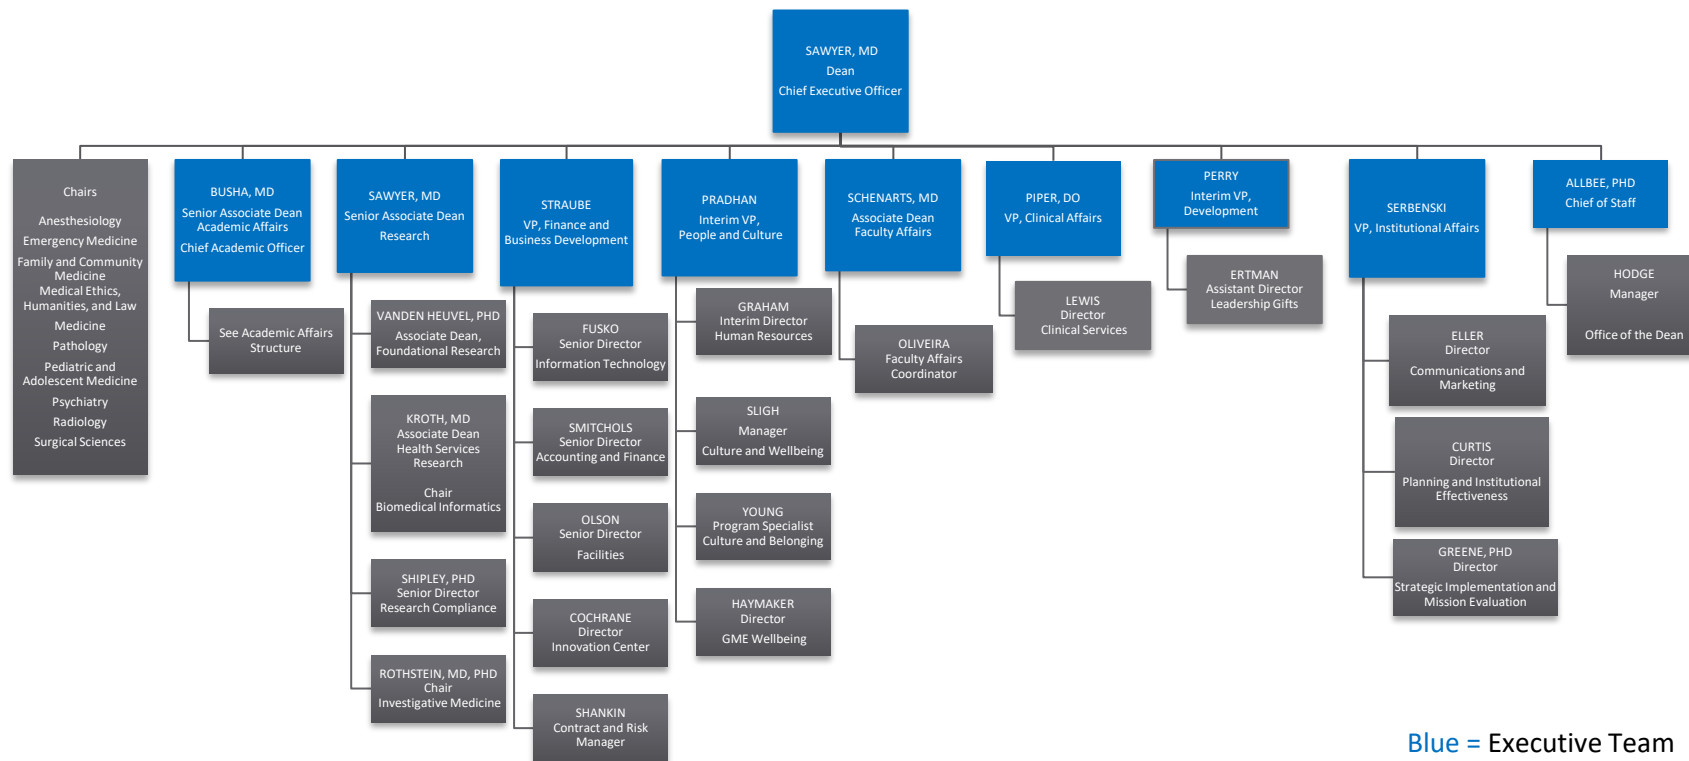 SAWYER, MD
Dean
Chief Executive Officer
Chairs
Anesthesiology
Emergency Medicine
Family and Community
Medicine
Medical Ethics,
Humanities, and Law
Medicine
Pathology
Pediatric and
Adolescent Medicine
Psychiatry
Radiology
Surgical Sciences
BUSHA, MD
Senior Associate Dean
Academic Affairs
Chief Academic Officer
See Academic Affairs
Structure
SAWYER, MD
Senior Associate Dean
Research
VANDEN HEUVEL, PHD
Associate Dean,
Foundational Research
KROTH, MD
Associate Dean
Health Services
Research
Chair
Biomedical Informatics
SHIPLEY, PHD
Senior Director
Research Compliance
ROTHSTEIN, MD, PHD
Chair
Investigative Medicine
STRAUBE
VP, Finance and
Business Development
FUSKO
Senior Director
Information Technology
SMITCHOLS
Senior Director
Accounting and Finance
OLSON
Senior Director
Facilities
COCHRANE
Director
Innovation Center
SHANKIN
Contract and Risk
Manager
PRADHAN
Interim VP,
People and Culture
GRAHAM
Interim Director
Human Resources
SLIGH
Manager
Culture and Wellbeing
YOUNG
Program Specialist
Culture and Belonging
HAYMAKER
Director
GME Wellbeing
SCHENARTS, MD
Associate Dean
Faculty Affairs
OLIVEIRA
Faculty Affairs
Coordinator
PIPER, DO
VP, Clinical Affairs
LEWIS
Director
Clinical Services
PERRY
Interim VP,
Development
ERTMAN
Assistant Director
Leadership Gifts
SERBENSKI
VP, Institutional Affairs
ELLER
Director
Communications and
Marketing
CURTIS
Director
Planning and Institutional
Effectiveness
GREENE, PHD
Director
Strategic Implementation and
Mission Evaluation
ALLBEE, PHD
Chief of Staff
HODGE
Manager
Office of the Dean
Blue = Executive Team